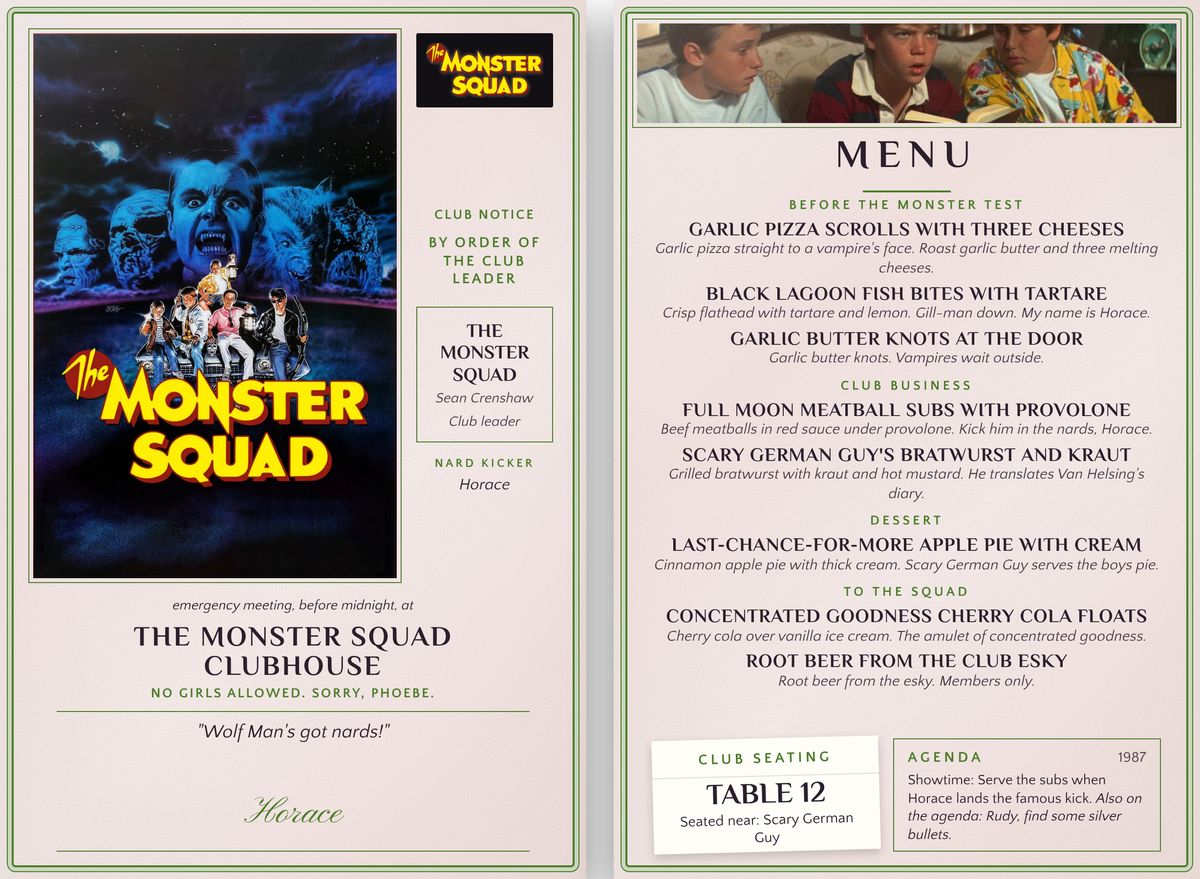 The
MONSTER
SQUAD
The
MONSTER
SQUAD
CLUB NOTICE
BY ORDER OF
THE CLUB
LEADER
THE
MONSTER
SQUAD
Sean Crenshaw
Club leader
NARD KICKER
Horace
emergency meeting, before midnight, at
THE MONSTER SQUAD
CLUBHOUSE
NO GIRLS ALLOWED. SORRY, PHOEBE.
"Wolf Man's got nards!"
Horace
MENU
BEFORE THE MONSTER TEST
GARLIC PIZZA SCROLLS WITH THREE CHEESES
Garlic pizza straight to a vampire's face. Roast garlic butter and three melting
cheeses.
BLACK LAGOON FISH BITES WITH TARTARE
Crisp flathead with tartare and lemon. Gill-man down. My name is Horace.
GARLIC BUTTER KNOTS AT THE DOOR
Garlic butter knots. Vampires wait outside.
CLUB BUSINESS
FULL MOON MEATBALL SUBS WITH PROVOLONE
Beef meatballs in red sauce under provolone. Kick him in the nards, Horace.
SCARY GERMAN GUY'S BRATWURST AND KRAUT
Grilled bratwurst with kraut and hot mustard. He translates Van Helsing's
diary.
DESSERT
LAST-CHANCE-FOR-MORE APPLE PIE WITH CREAM
Cinnamon apple pie with thick cream. Scary German Guy serves the boys pie.
TO THE SQUAD
CONCENTRATED GOODNESS CHERRY COLA FLOATS
Cherry cola over vanilla ice cream. The amulet of concentrated goodness.
ROOT BEER FROM THE CLUB ESKY
Root beer from the esky. Members only.
CLUB SEATING
TABLE 12
Seated near: Scary German
Guy
AGENDA 1987
Showtime: Serve the subs when
Horace lands the famous kick. Also on
the agenda: Rudy, find some silver
bullets.